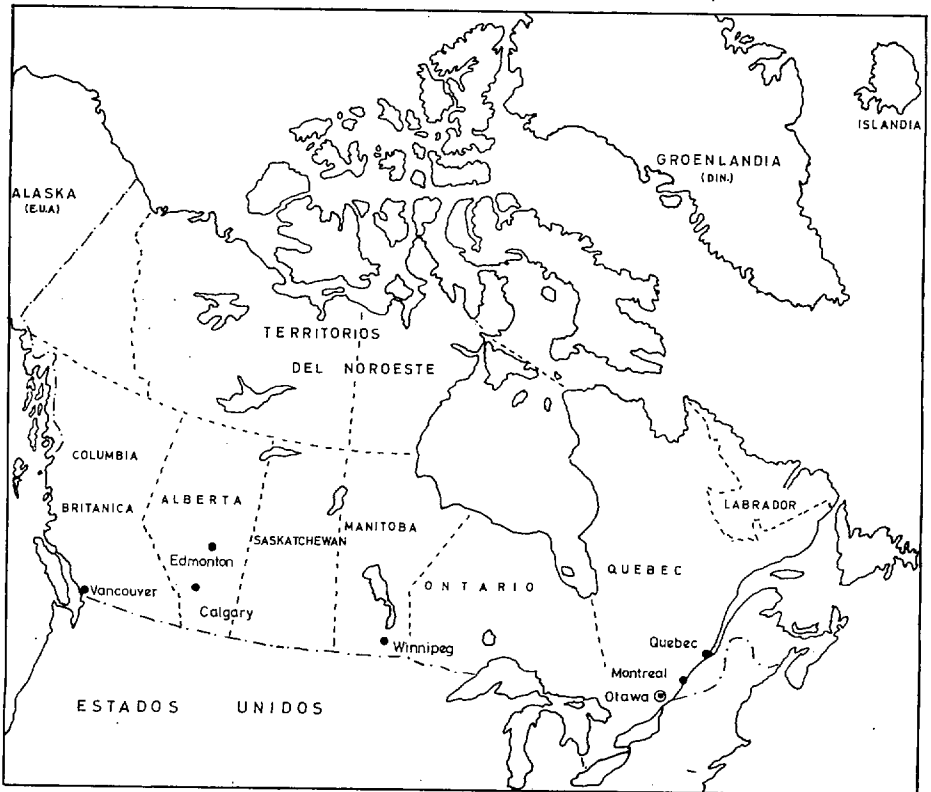 ISLANDIA
GROENLANDIA
(DIN.)
ALASKA
(E.U.A)
TERRITORIOS
DEL NOROESTE
COLUMBIA
BRITANICA
ALBERTA
SASKATCHEWAN
MANITOBA
LABRADOR
Edmonton
ONTARIO
QUEBEC
Vancouver
Calgary
Winnipeg
Quebec
Montreal
Otawa
ESTADOS UNIDOS